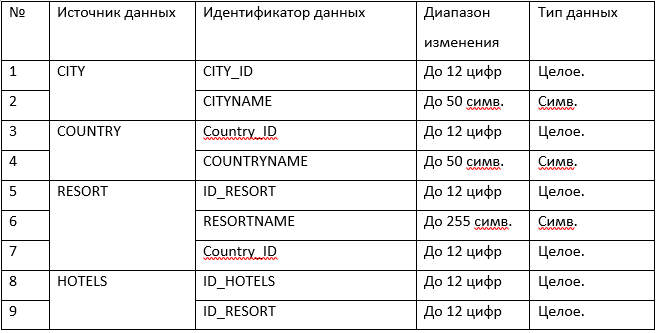 № Источник данных Идентификатор данных Диапазон изменения Тип данных
1 CITY CITY_ID До 12 цифр Целое.
2 CITYNAME До 50 симв. Симв.
3 COUNTRY Country_ID До 12 цифр Целое.
4 COUNTRYNAME До 50 симв. Симв.
5 RESORT ID_RESORT До 12 цифр Целое.
6 RESORTNAME До 255 симв. Симв.
7 Country_ID До 12 цифр Целое.
8 HOTELS ID_HOTELS До 12 цифр Целое.
9 ID_RESORT До 12 цифр Целое.